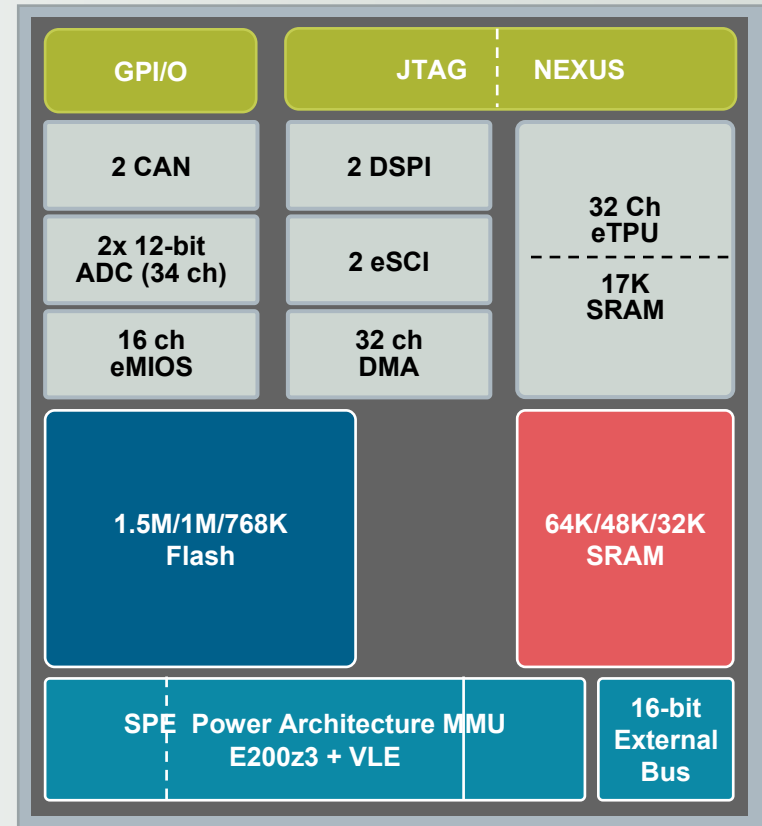 GPI/O
JTAG NEXUS
2 CAN
2 DSPI
32 Ch
eTPU
17K
SRAM
2x 12-bit
ADC (34 ch)
2 eSCI
16 ch
eMIOS
32 ch
DMA
1.5M/1M/768K
Flash
64K/48K/32K
SRAM
SPE Power Architecture MMU
E200z3 + VLE
16-bit
External
Bus